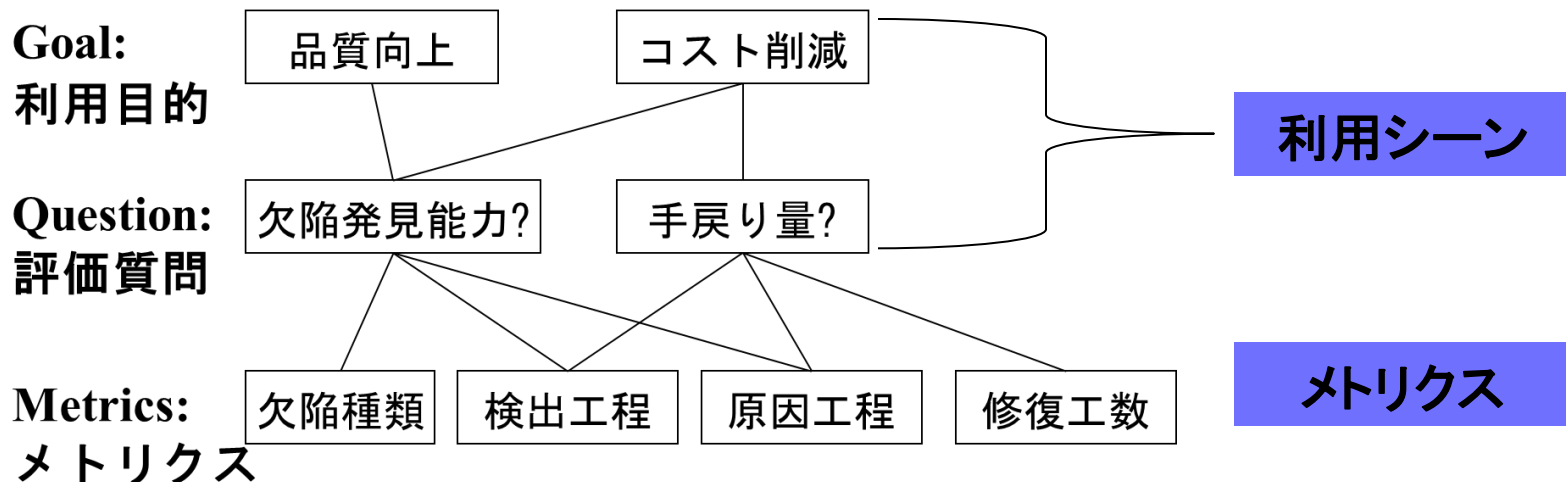 Goal:
利用目的
品質向上
コスト削減
利用シーン
Question:
評価質問
欠陥発見能力?
手戻り量?
Metrics:
メトリクス
欠陥種類
検出工程
原因工程
修復工数
メトリクス